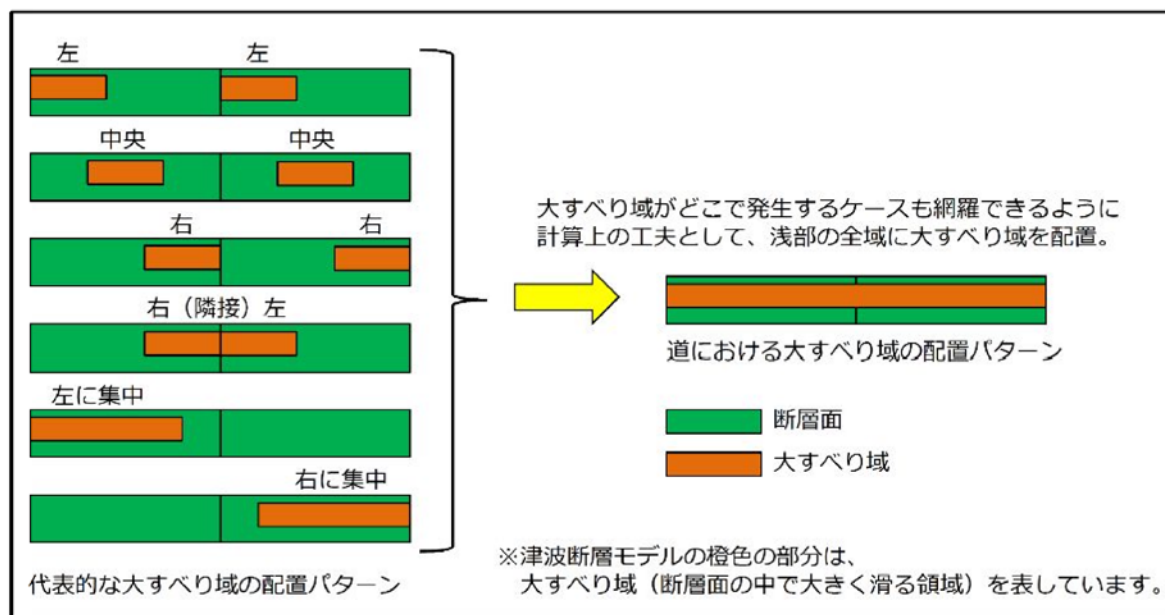 左 左
中央 中央
右 右
右（隣接）左
左に集中
右に集中
代表的な大すべり域の配置パターン
大すべり域がどこで発生するケースも網羅できるように
計算上の工夫として、浅部の全域に大すべり域を配置。
道における大すべり域の配置パターン
断層面
大すべり域
※津波断層モデルの橙色の部分は、
大すべり域（断層面の中で大きく滑る領域）を表しています。